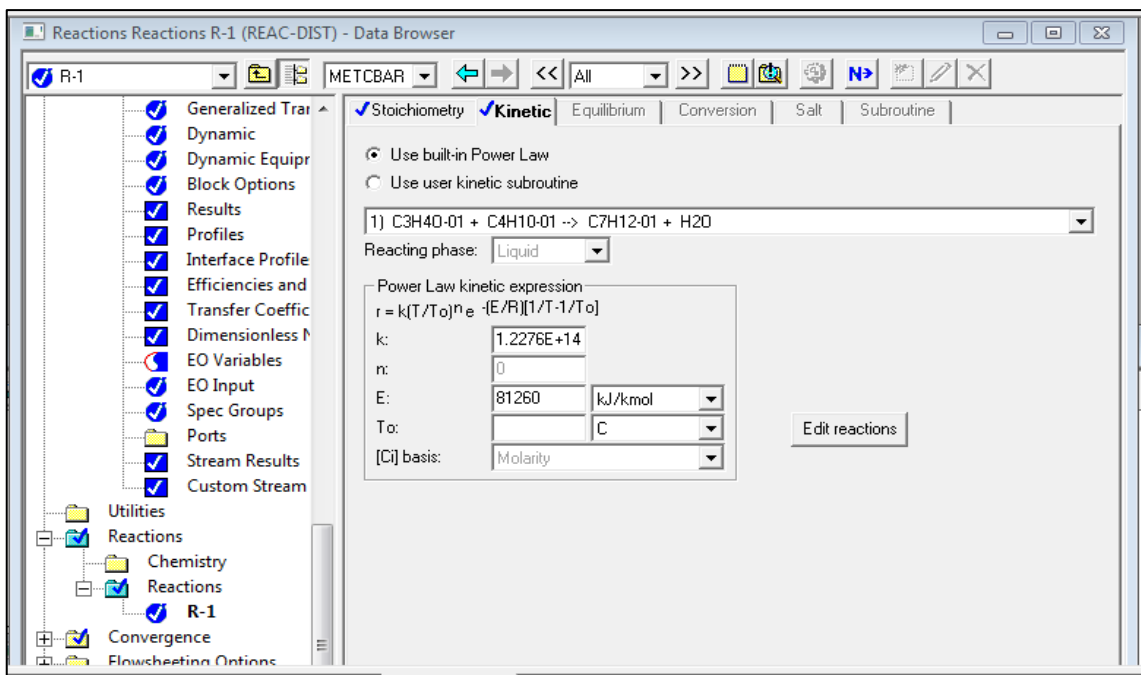 Reactions Reactions R-1 (REAC-DIST) - Data Browser
R-1
METCBAR
<<
All
>>
N
Generalized Tran
Dynamic
Dynamic Equipr
Block Options
Results
Profiles
Interface Profile
Efficiencies and
Transfer Coeffic
Dimensionless N
EO Variables
EO Input
Spec Groups
Ports
Stream Results
Custom Stream
Utilities
Reactions
Chemistry
Reactions
R-1
Convergence
Flowsheeting Options
Stoichiometry Kinetic Equilibrium Conversion Salt Subroutine
Use built-in Power Law
Use user kinetic subroutine
1) C3H4O-01 + C4H10-01 --> C7H12-01 + H2O
Reacting phase: Liquid
Power Law kinetic expression
r = k(T/To)n e -(E/R)[1/T-1/To]
k: 1.2276E+14
n: 0
E: 81260 kJ/kmol
To: C
[Ci] basis: Molarity
Edit reactions